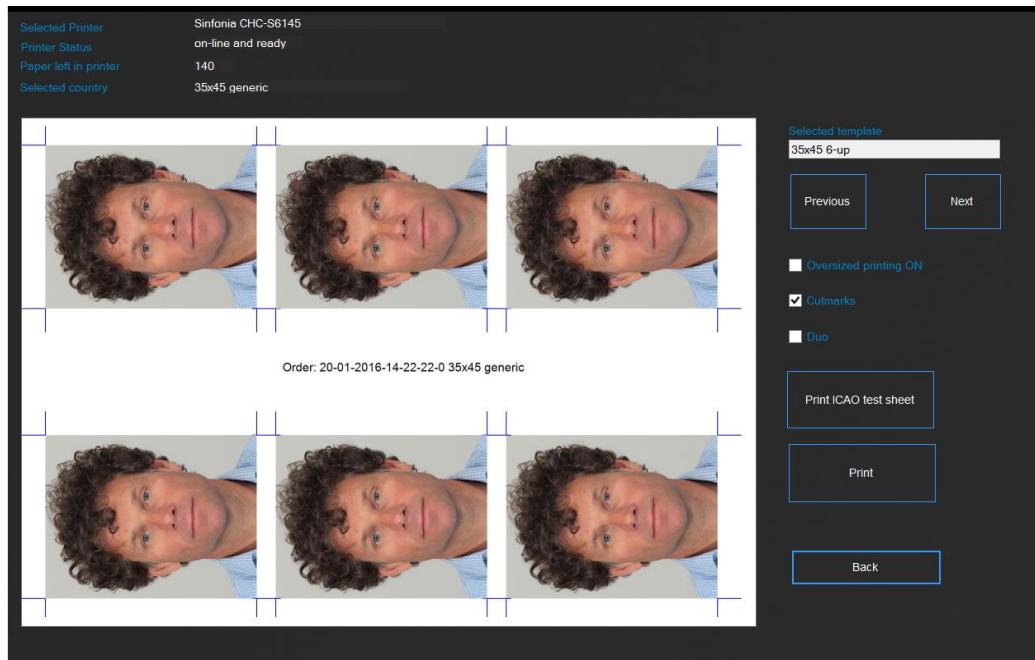 Selected Printer Sinfonia CHC-S6145
Printer Status on-line and ready
Paper left in printer 140
Selected country 35x45 generic
Selected template
35x45 6-up
Previous Next
Oversized printing ON
Cutmarks
Duo
Order: 20-01-2016-14-22-22-0 35x45 generic
Print ICAO test sheet
Print
Back